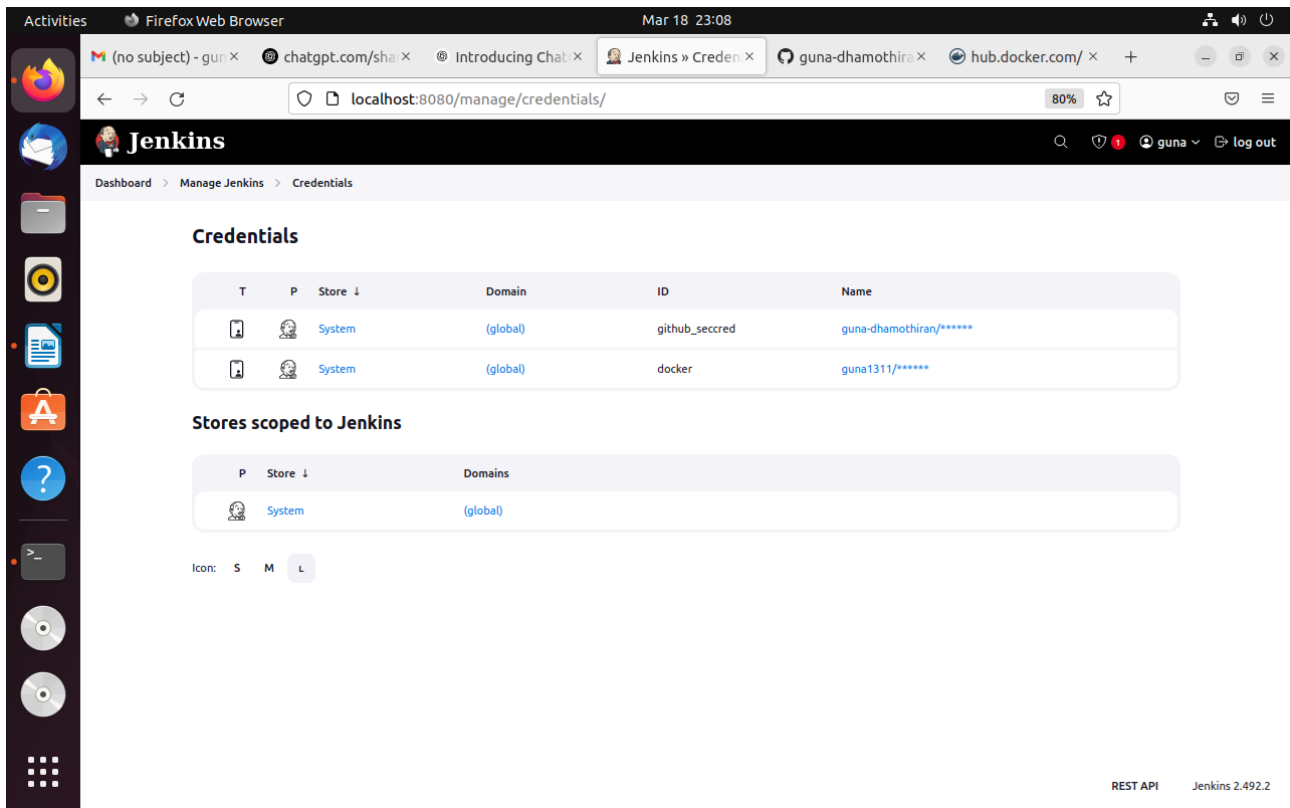 Activities Firefox Web Browser Mar 18 23:08
(no subject) - gun chatgpt.com/sha Introducing Chat Jenkins » Creden guna-dhamothira hub.docker.com/
localhost:8080/manage/credentials/ 80%
Jenkins 1 guna log out
Dashboard > Manage Jenkins > Credentials
Credentials
T P Store ↓ Domain ID Name
System (global) github_seccred guna-dhamothiran/******
System (global) docker guna1311/******
Stores scoped to Jenkins
P Store ↓ Domains
System (global)
Icon: S M L
REST API Jenkins 2.492.2